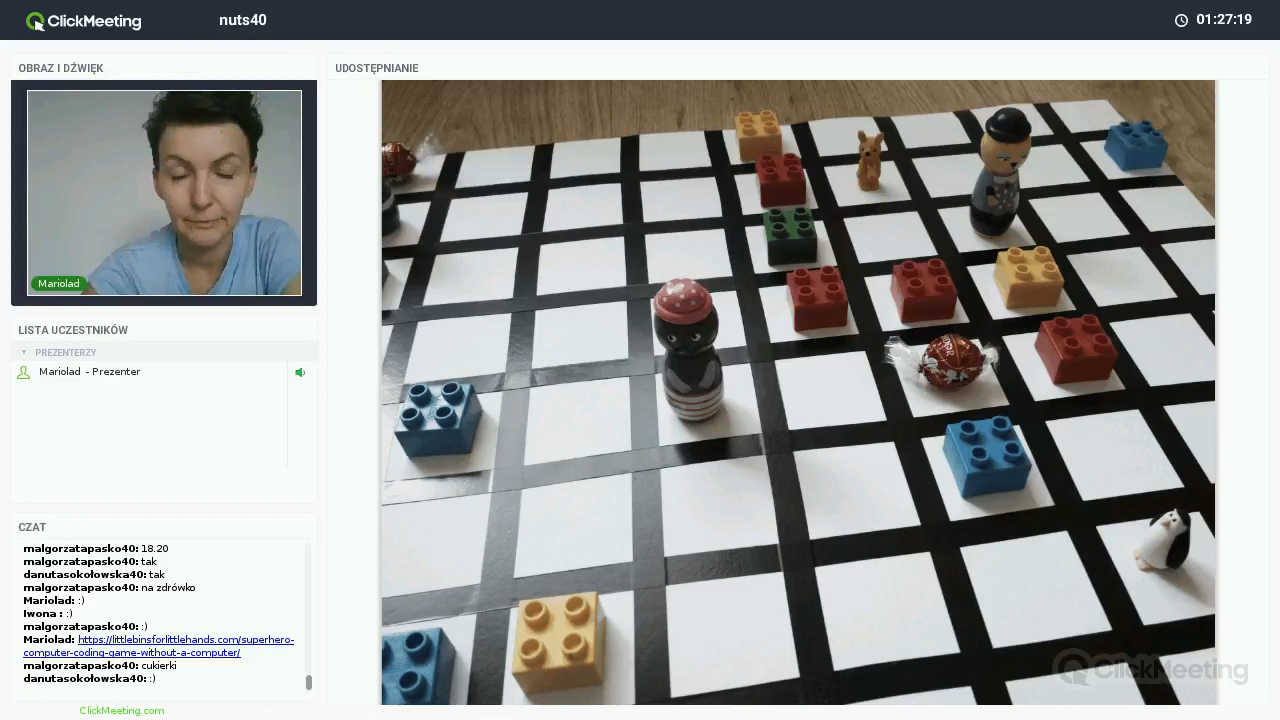 ClickMeeting
nuts40
01:27:19
OBRAZ I DŹWIĘK
Mariolad
LISTA UCZESTNIKÓW
PREZENTERZY
Mariolad - Prezenter
CZAT
malgorzatapasko40: 18.20
malgorzatapasko40: tak
danutasokołowska40: tak
malgorzatapasko40: na zdrówko
Mariolad: :)
Iwona : :)
malgorzatapasko40: :)
Mariolad: https://littlebinsforlittlehands.com/superhero-
computer-coding-game-without-a-computer/
malgorzatapasko40: cukierki
danutasokołowska40: :)
ClickMeeting.com
UDOSTĘPNIANIE
ClickMeeting